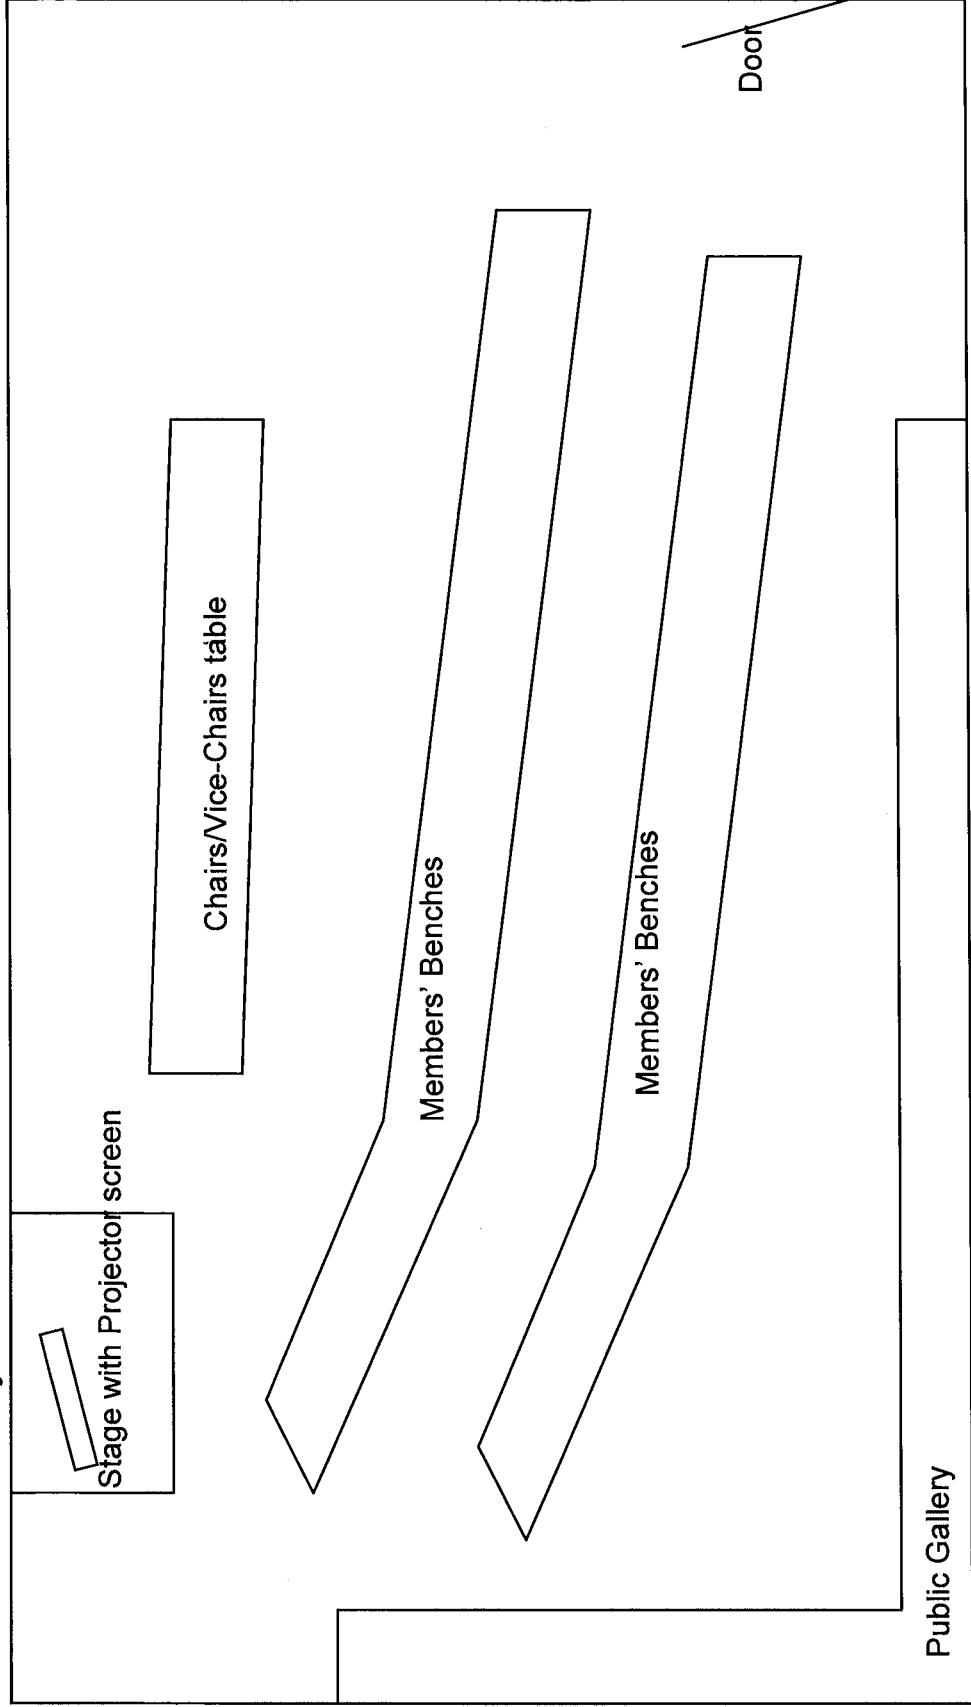 Stage with Projector screen
Chairs/Vice-Chairs table
Members' Benches
Members' Benches
Door
Public Gallery